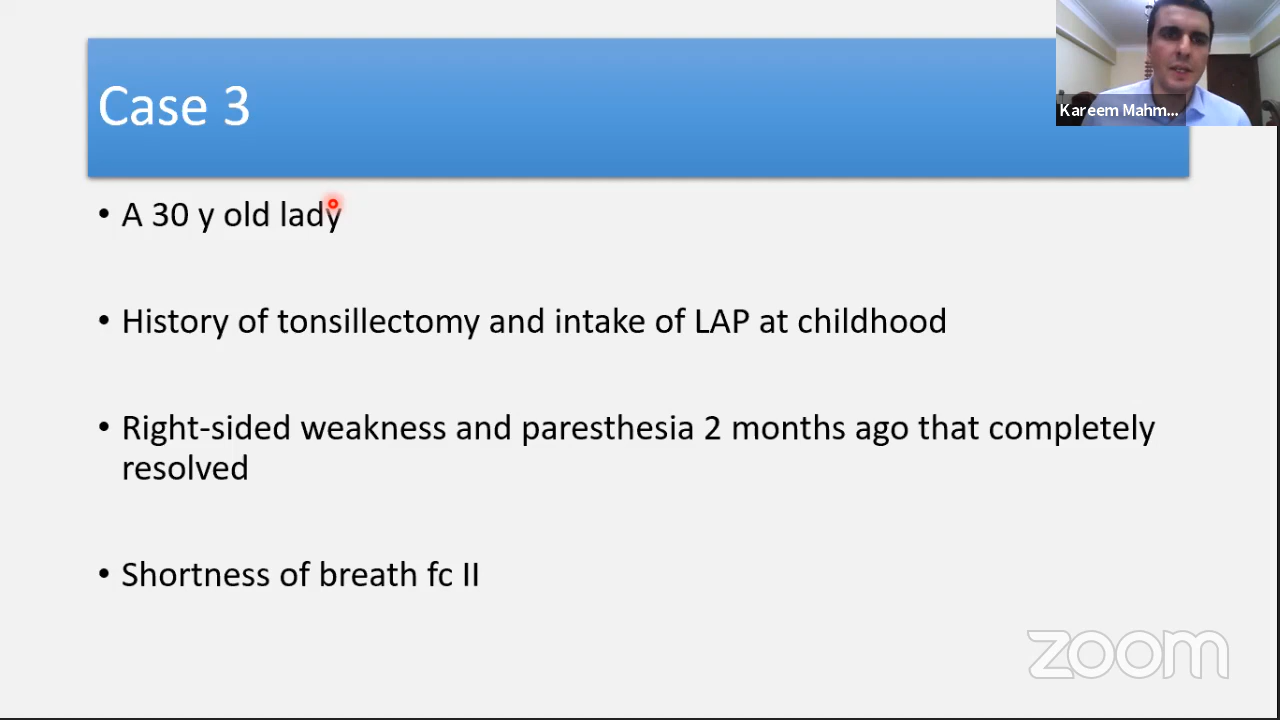 Case 3
Kareem Mahm...
• A 30 y old lady
• History of tonsillectomy and intake of LAP at childhood
• Right-sided weakness and paresthesia 2 months ago that completely
resolved
• Shortness of breath fc II
zoom